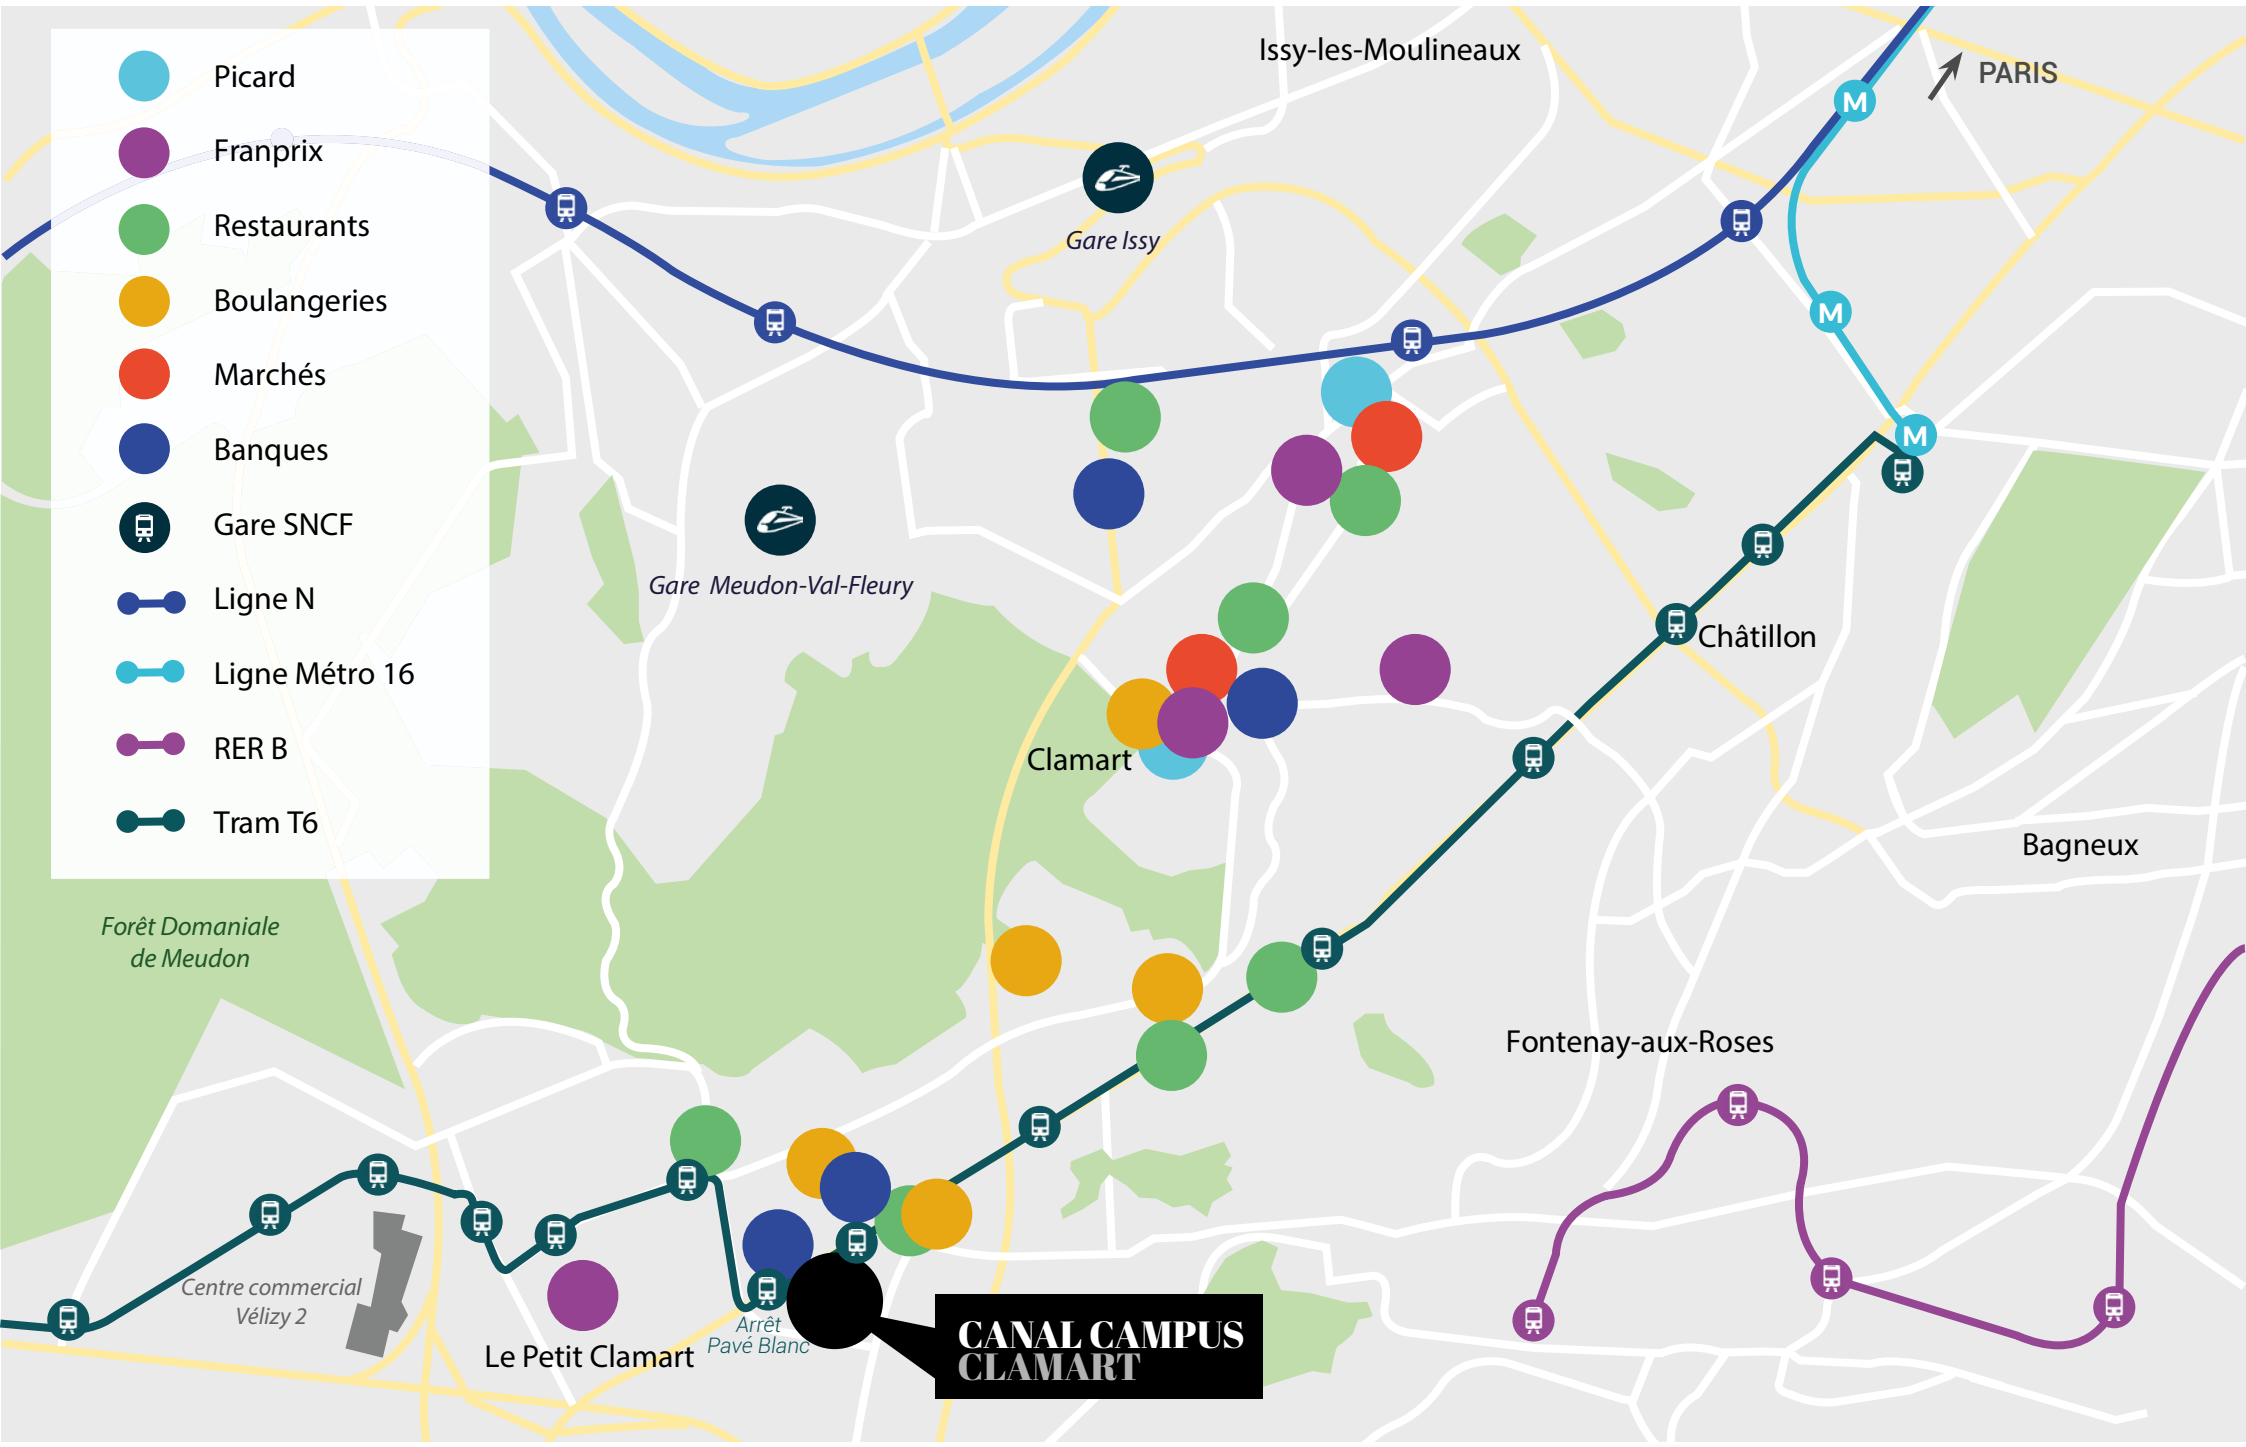 Picard
Franprix
Restaurants
Boulangeries
Marchés
Banques
Gare SNCF
Ligne N
Ligne Métro 16
RER B
Tram T6
Issy-les-Moulineaux
PARIS
M
Gare Issy
M
M
Gare Meudon-Val-Fleury
Châtillon
Clamart
Bagneux
Forêt Domaniale
de Meudon
Fontenay-aux-Roses
Centre commercial
Vélizy 2
Le Petit Clamart
Arrêt
Pavé Blanc
CANAL CAMPUS
CLAMART